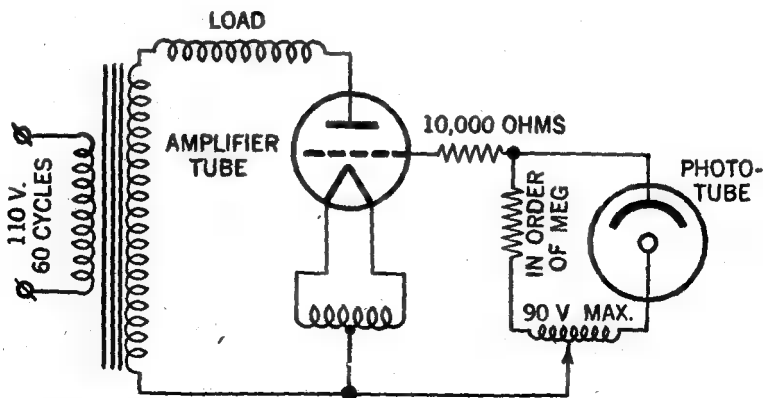 LOAD
AMPLIFIER
TUBE
10,000 OHMS
PHOTO-
TUBE
110 V.
60 CYCLES
IN ORDER
OF MEG
90 V MAX.